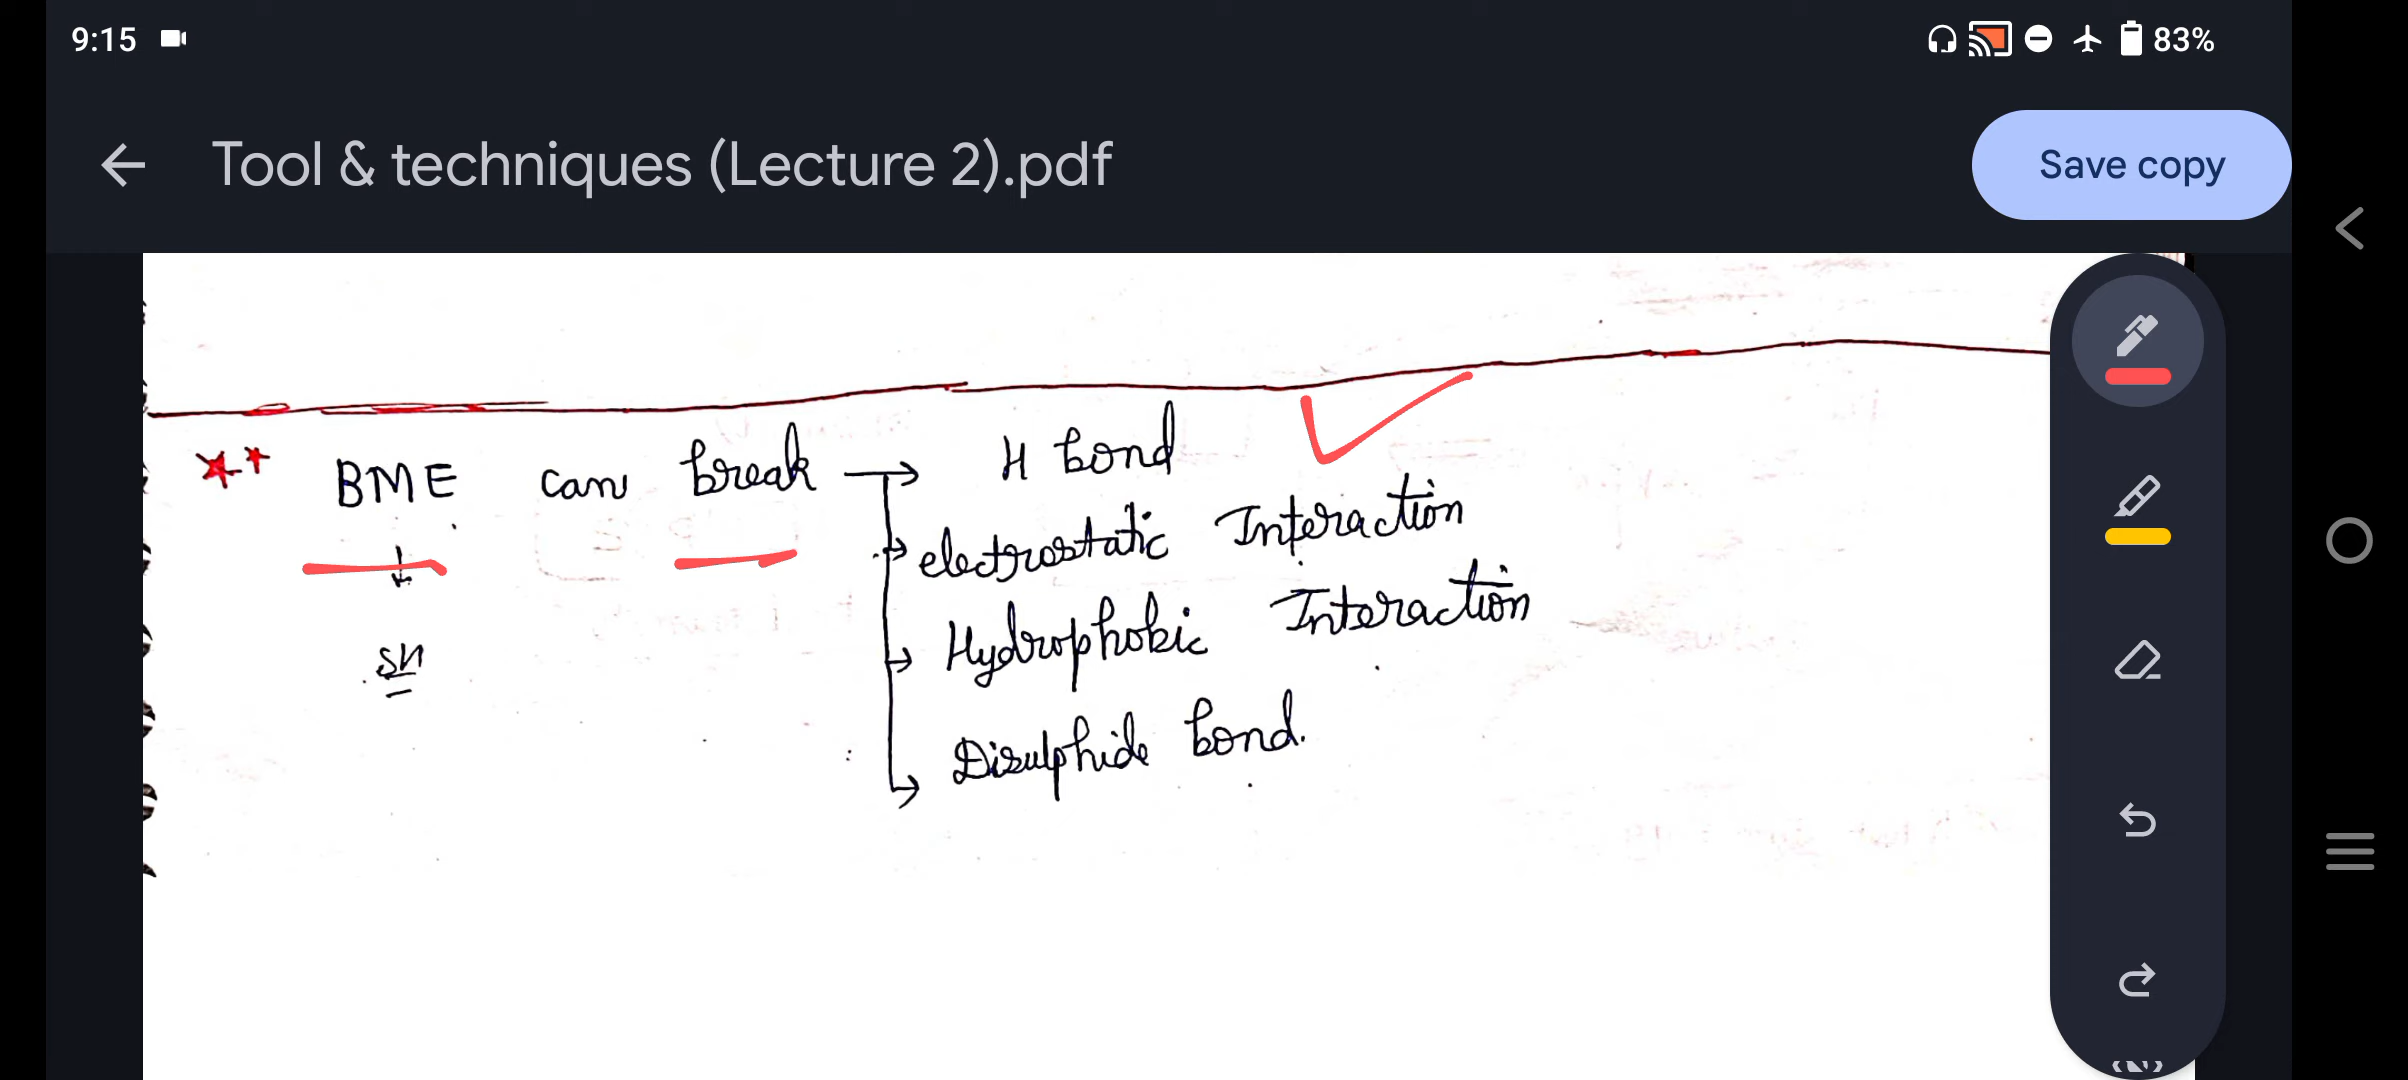 9:15 83%
Tool & techniques (Lecture 2).pdf Save copy
** BME can break → H bond
→ electrostatic Interaction
→ Hydrophobic Interaction
SH
→ Disulphide bond.